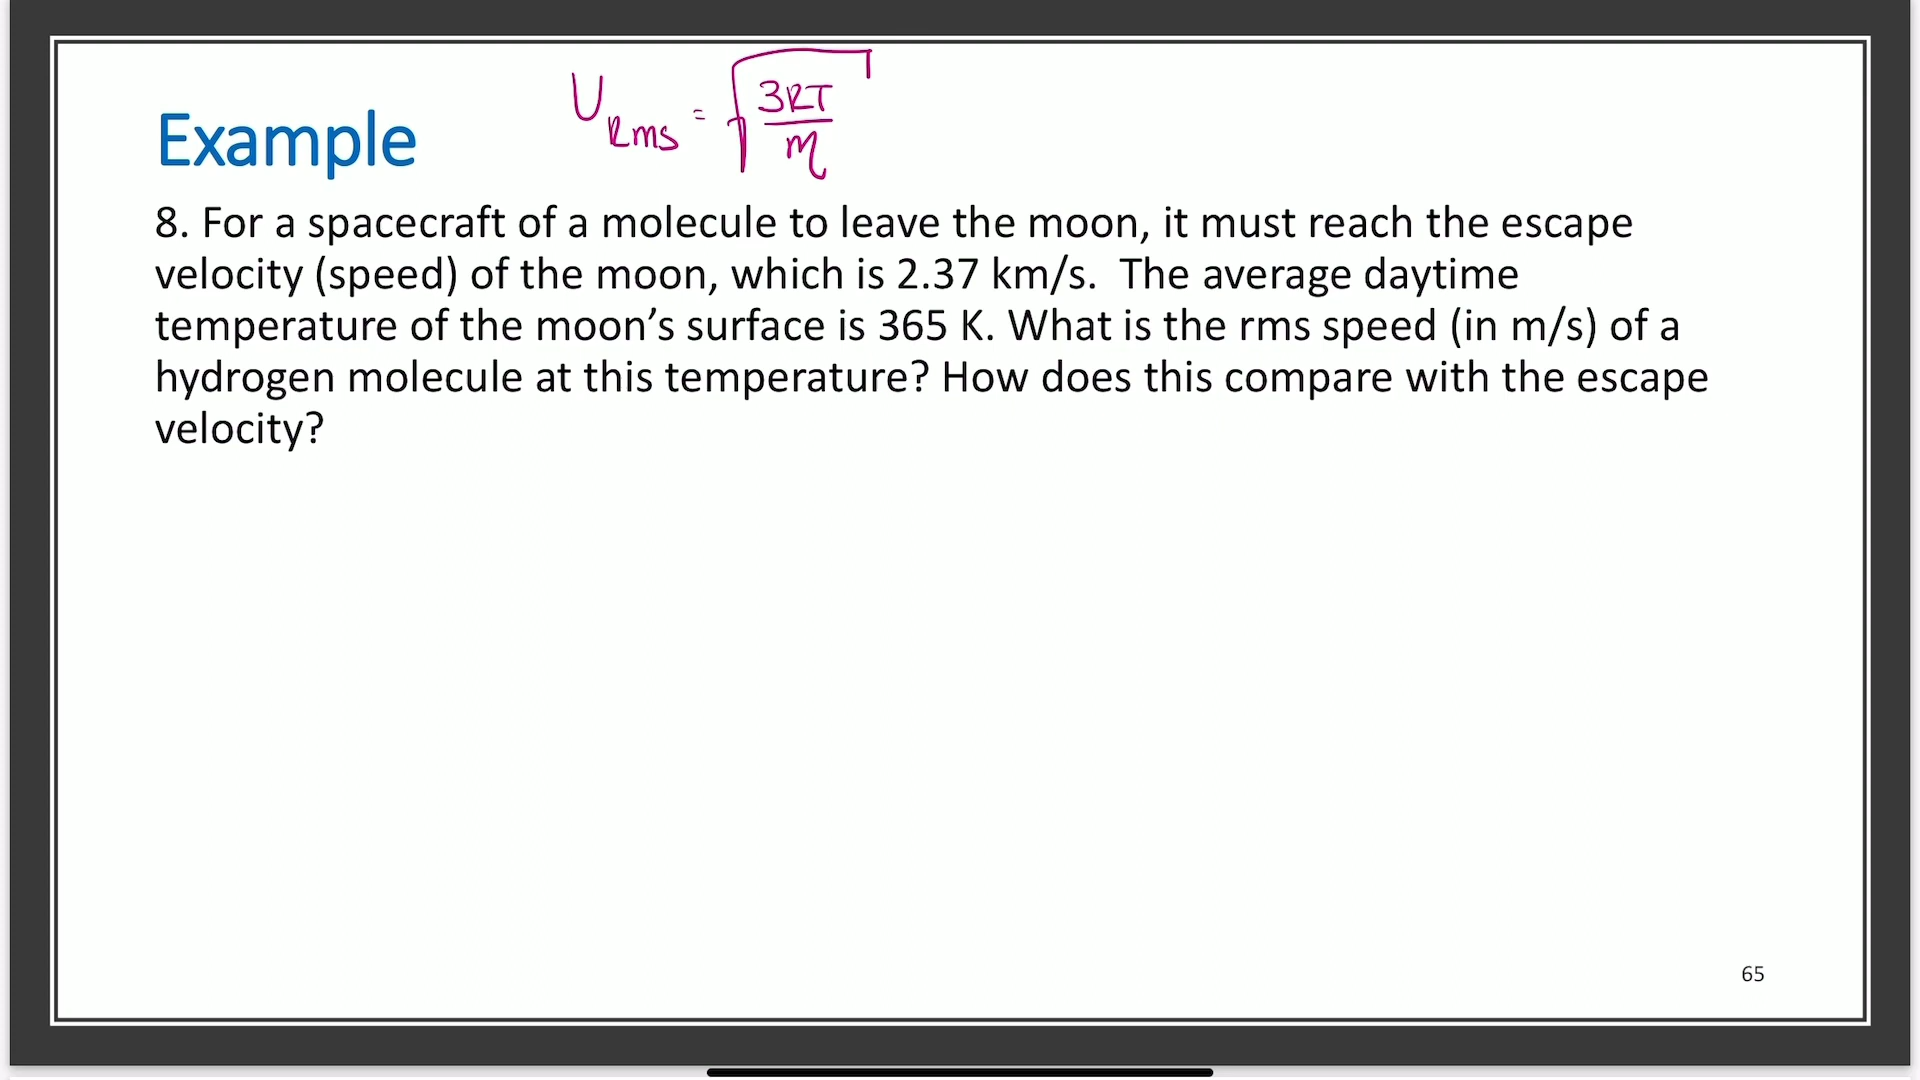 U Rms = √(3RT/M)
Example
8. For a spacecraft of a molecule to leave the moon, it must reach the escape
velocity (speed) of the moon, which is 2.37 km/s. The average daytime
temperature of the moon’s surface is 365 K. What is the rms speed (in m/s) of a
hydrogen molecule at this temperature? How does this compare with the escape
velocity?
65